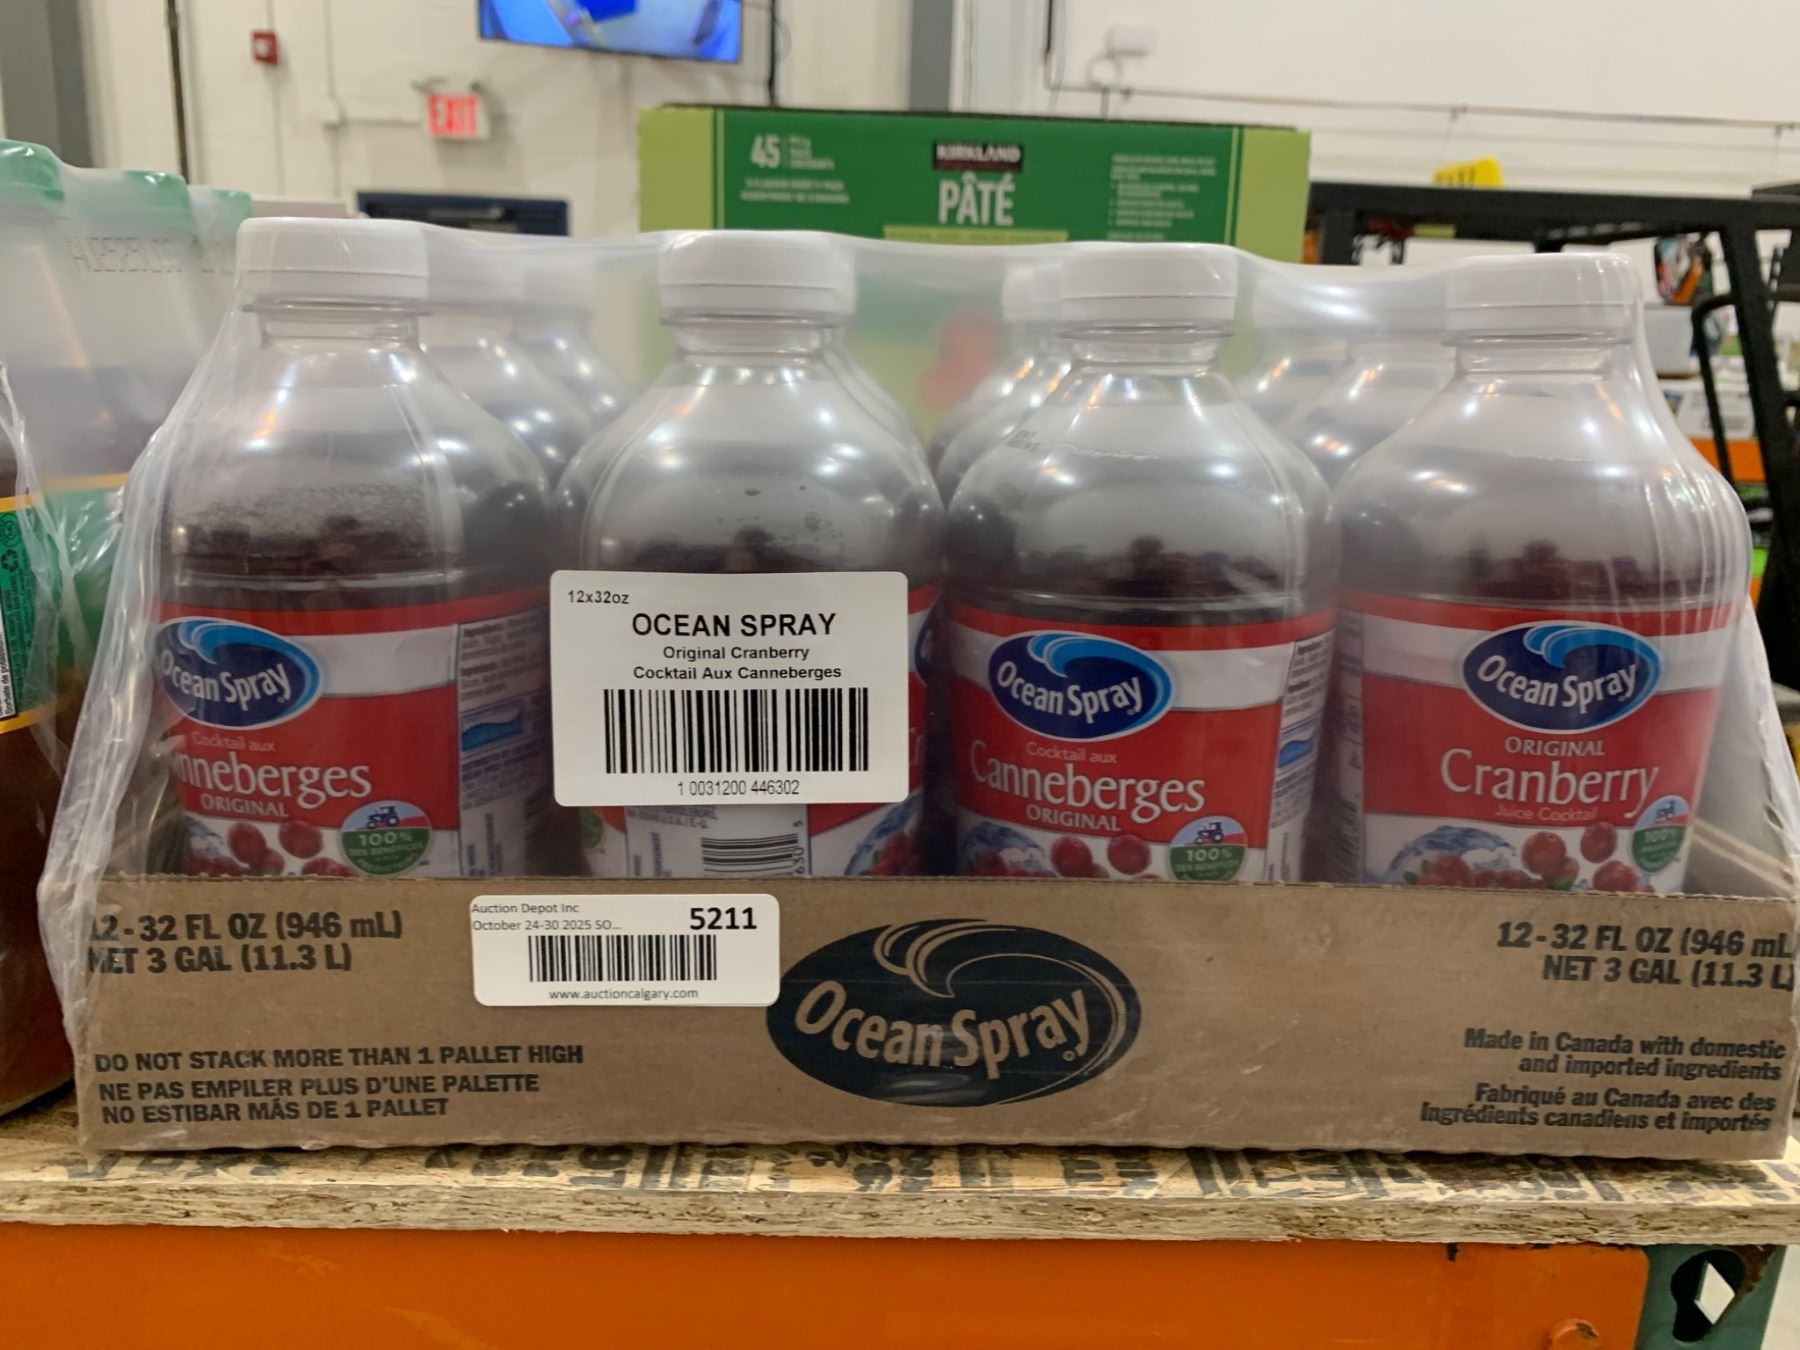 EXIT
45
KIRKLAND
PÂTÉ
12x32oz
OCEAN SPRAY
Original Cranberry
Cocktail Aux Canneberges
1 0031200 446302
Ocean Spray
Cocktail aux
nneberges
ORIGINAL
100%
Ocean Spray
Cocktail aux
Canneberges
ORIGINAL
100%
Ocean Spray
ORIGINAL
Cranberry
Juice Cocktail
100%
12-32 FL OZ (946 mL)
NET 3 GAL (11.3 L)
Auction Depot Inc
October 24-30 2025 SO...
5211
www.auctioncalgary.com
Ocean Spray
12-32 FL OZ (946 mL
NET 3 GAL (11.3 L
DO NOT STACK MORE THAN 1 PALLET HIGH
NE PAS EMPILER PLUS D'UNE PALETTE
NO ESTIBAR MÁS DE 1 PALLET
Made in Canada with domestic
and imported ingredients
Fabriqué au Canada avec des
Ingrédients canadiens et importés